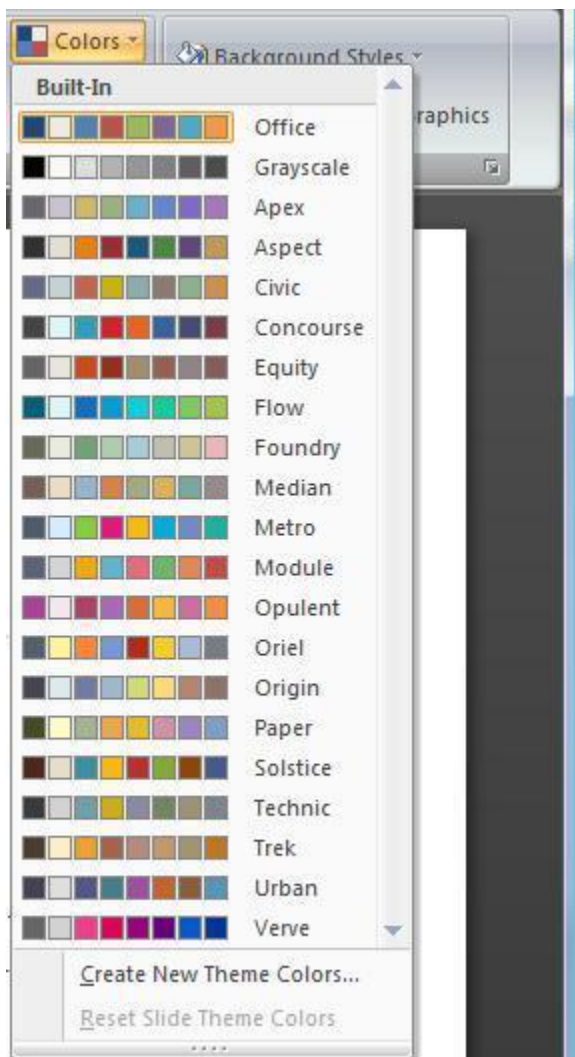 Colors
Background Styles
raphics
Built-In
Office
Grayscale
Apex
Aspect
Civic
Concourse
Equity
Flow
Foundry
Median
Metro
Module
Opulent
Oriel
Origin
Paper
Solstice
Technic
Trek
Urban
Verve
Create New Theme Colors...
Reset Slide Theme Colors